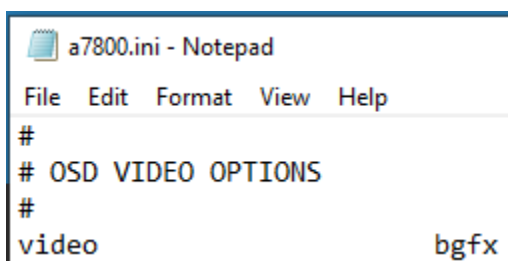 a7800.ini - Notepad
File Edit Format View Help
#
# OSD VIDEO OPTIONS
#
video bgfx